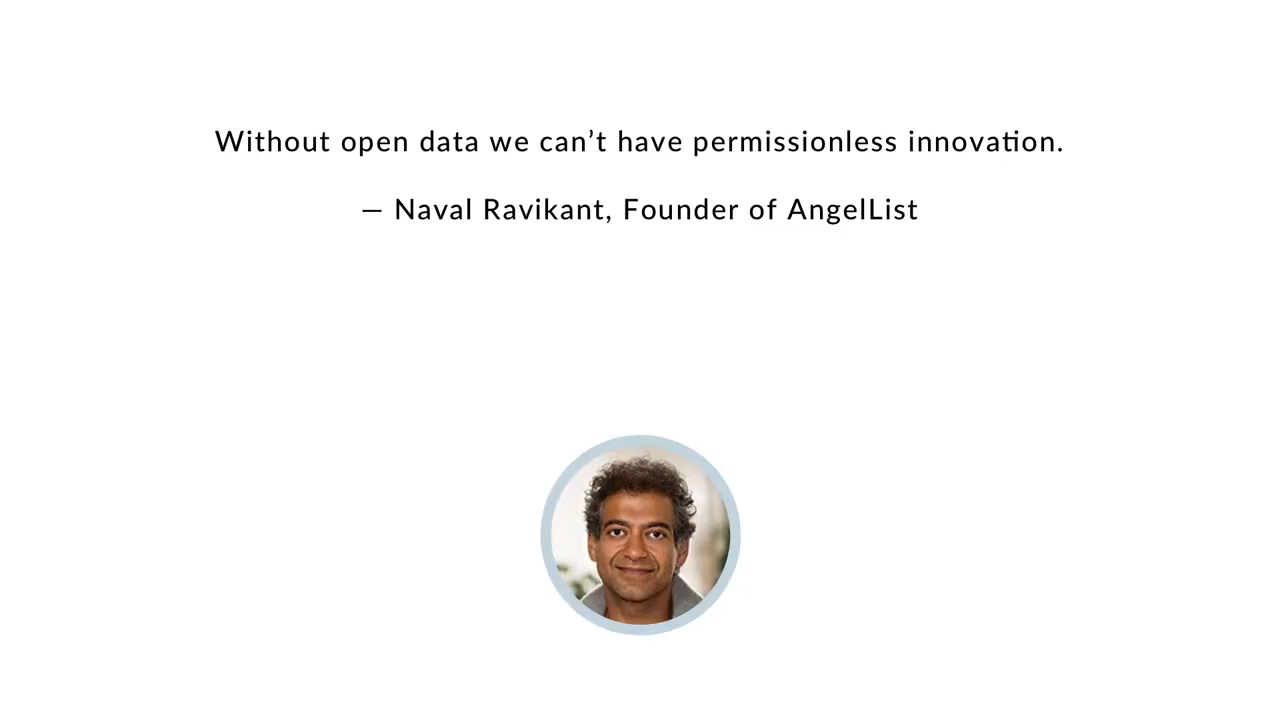 Without open data we can’t have permissionless innovation.
— Naval Ravikant, Founder of AngelList